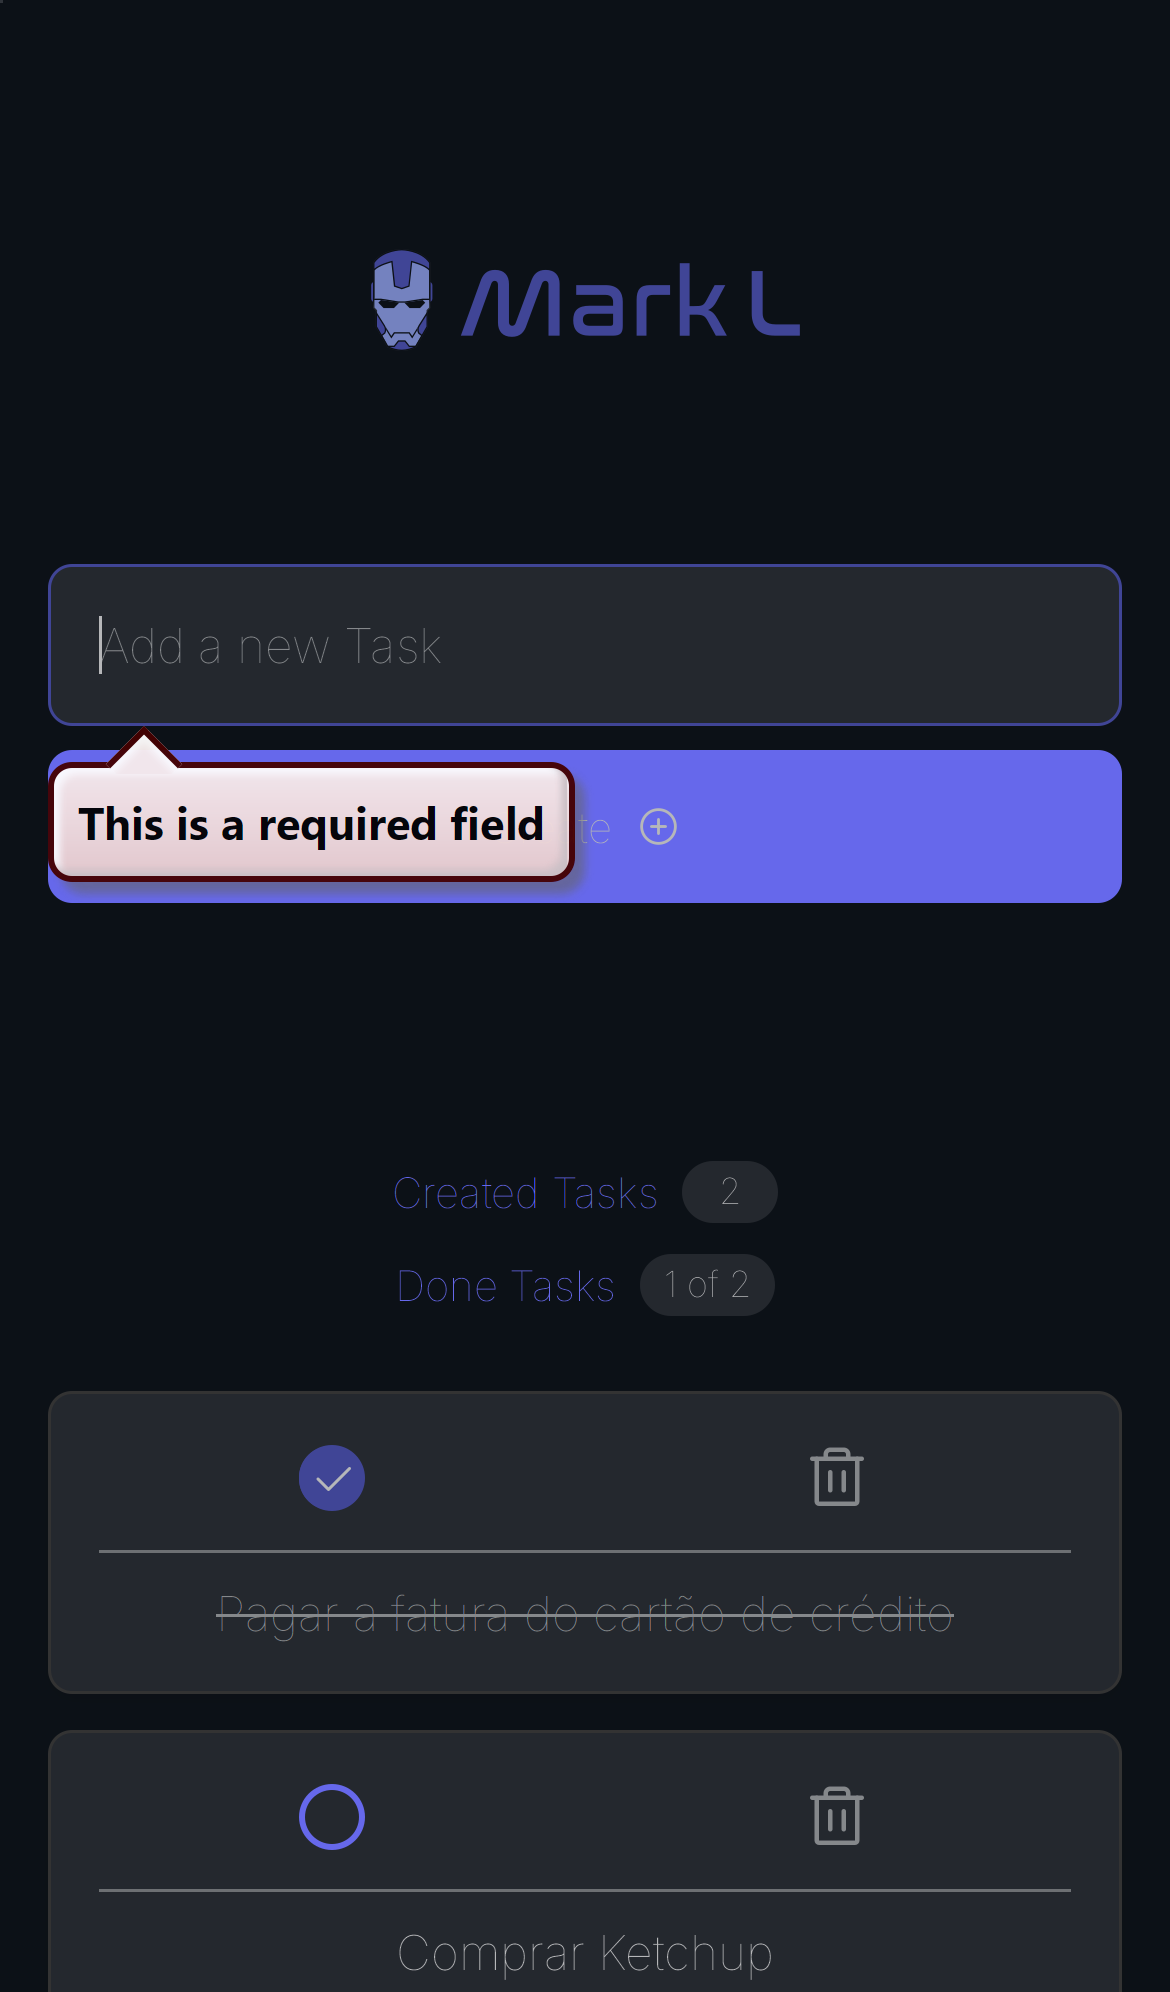 Mark L
Add a new Task
This is a required field
te
Created Tasks 2
Done Tasks 1 of 2
Pagar a fatura do cartão de crédito
Comprar Ketchup